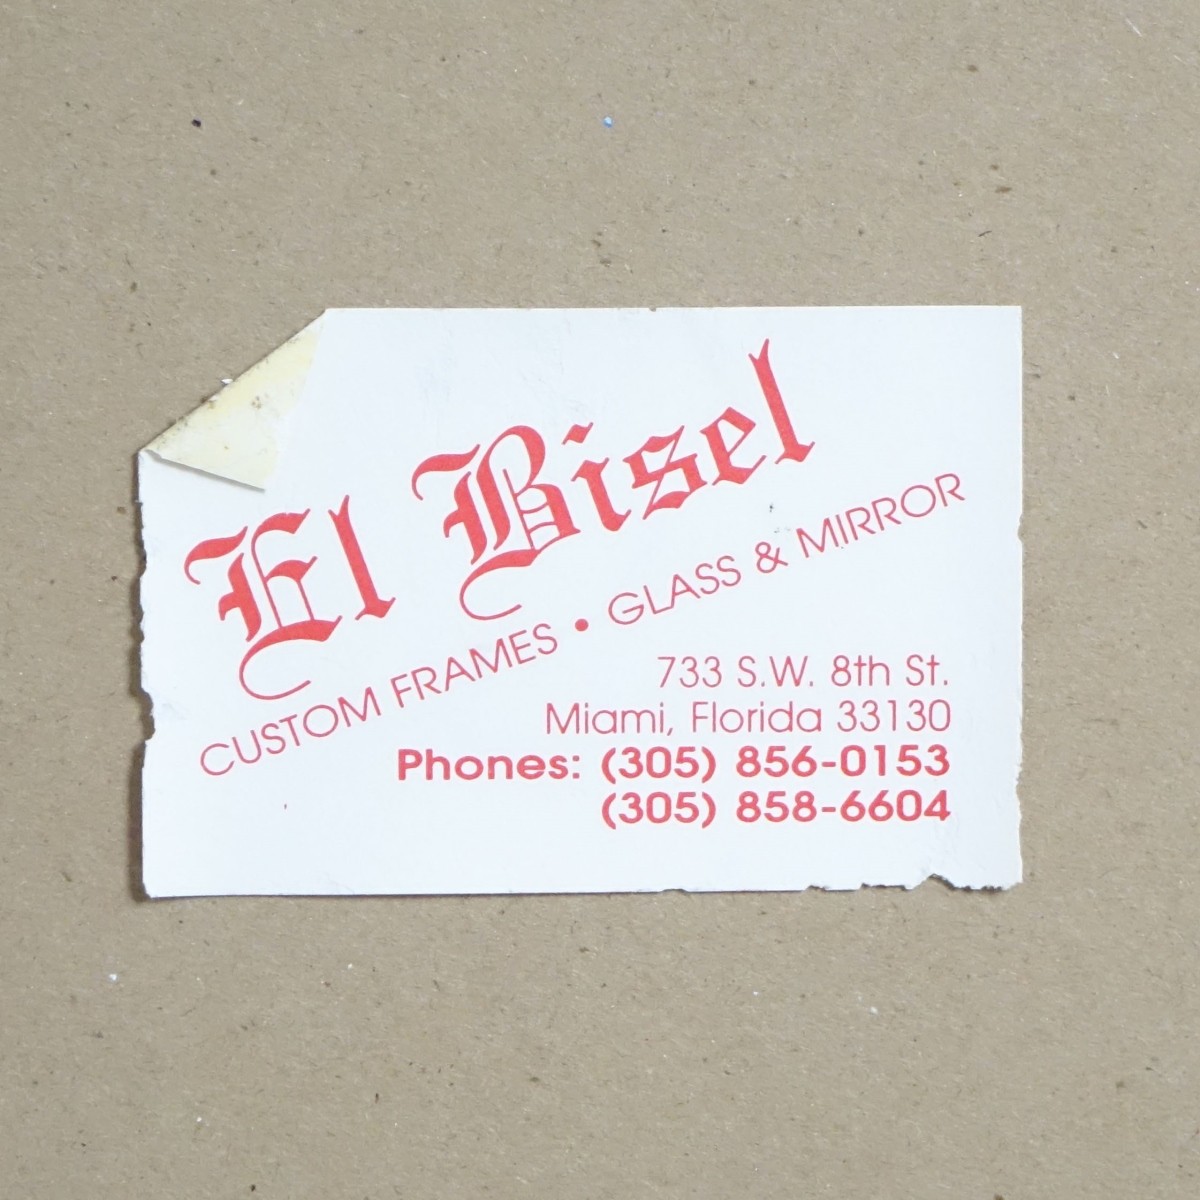 El Bisel
CUSTOM FRAMES • GLASS & MIRROR
733 S.W. 8th St.
Miami, Florida 33130
Phones: (305) 856-0153
(305) 858-6604